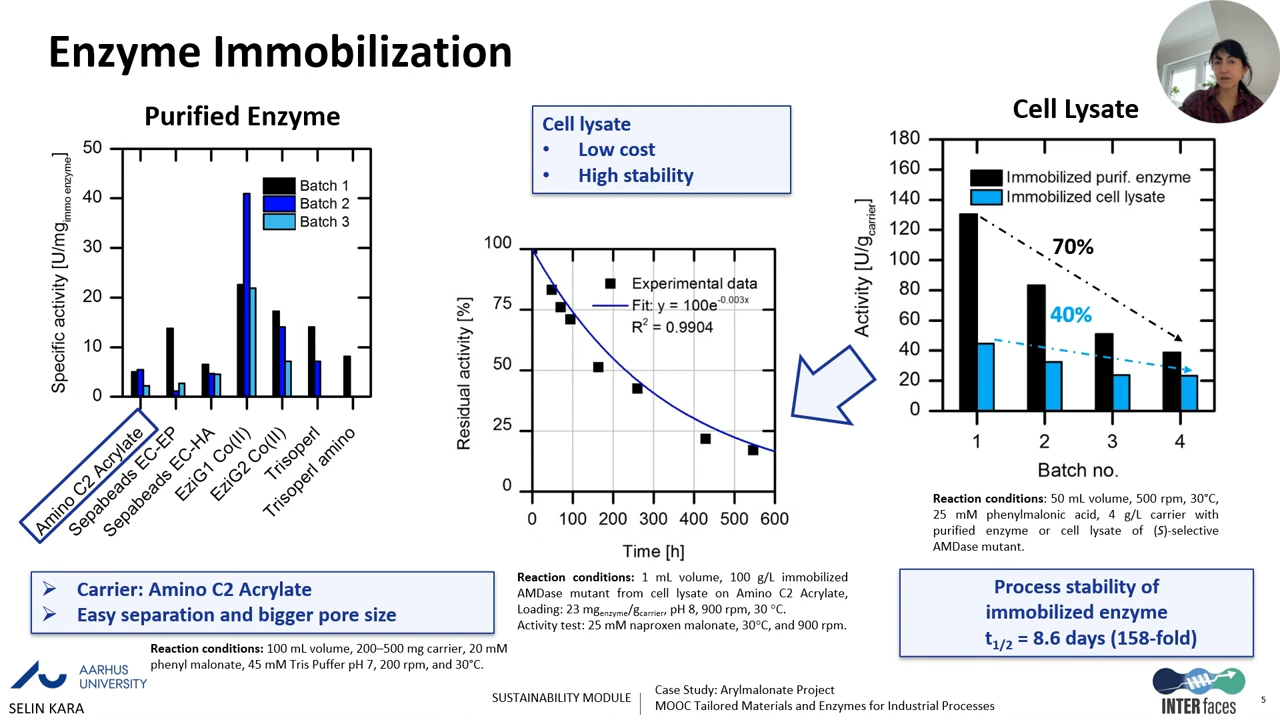 Enzyme Immobilization
Purified Enzyme
Specific activity [U/mg immo enzyme]
50
40
30
20
10
0
Batch 1
Batch 2
Batch 3
Amino C2 Acrylate
Sepabeads EC-EP
Sepabeads EC-HA
EziG1 Co(II)
EziG2 Co(II)
Trisoperl
Trisoperl amino
➢ Carrier: Amino C2 Acrylate
➢ Easy separation and bigger pore size
Reaction conditions: 100 mL volume, 200–500 mg carrier, 20 mM
phenyl malonate, 45 mM Tris Puffer pH 7, 200 rpm, and 30°C.
Cell lysate
• Low cost
• High stability
Residual activity [%]
100
75
50
25
0
Experimental data
Fit: y = 100e^-0.003x
R² = 0.9904
0 100 200 300 400 500 600
Time [h]
Reaction conditions: 1 mL volume, 100 g/L immobilized
AMDase mutant from cell lysate on Amino C2 Acrylate,
Loading: 23 mg enzyme/g carrier, pH 8, 900 rpm, 30 °C.
Activity test: 25 mM naproxen malonate, 30°C, and 900 rpm.
Cell Lysate
Activity [U/g carrier]
180
160
140
120
100
80
60
40
20
0
Immobilized purif. enzyme
Immobilized cell lysate
70%
40%
1 2 3 4
Batch no.
Reaction conditions: 50 mL volume, 500 rpm, 30°C,
25 mM phenylmalonic acid, 4 g/L carrier with
purified enzyme or cell lysate of (S)-selective
AMDase mutant.
Process stability of
immobilized enzyme
t1/2 = 8.6 days (158-fold)
AARHUS
UNIVERSITY
SELIN KARA
SUSTAINABILITY MODULE
Case Study: Arylmalonate Project
MOOC Tailored Materials and Enzymes for Industrial Processes
INTERfaces
5